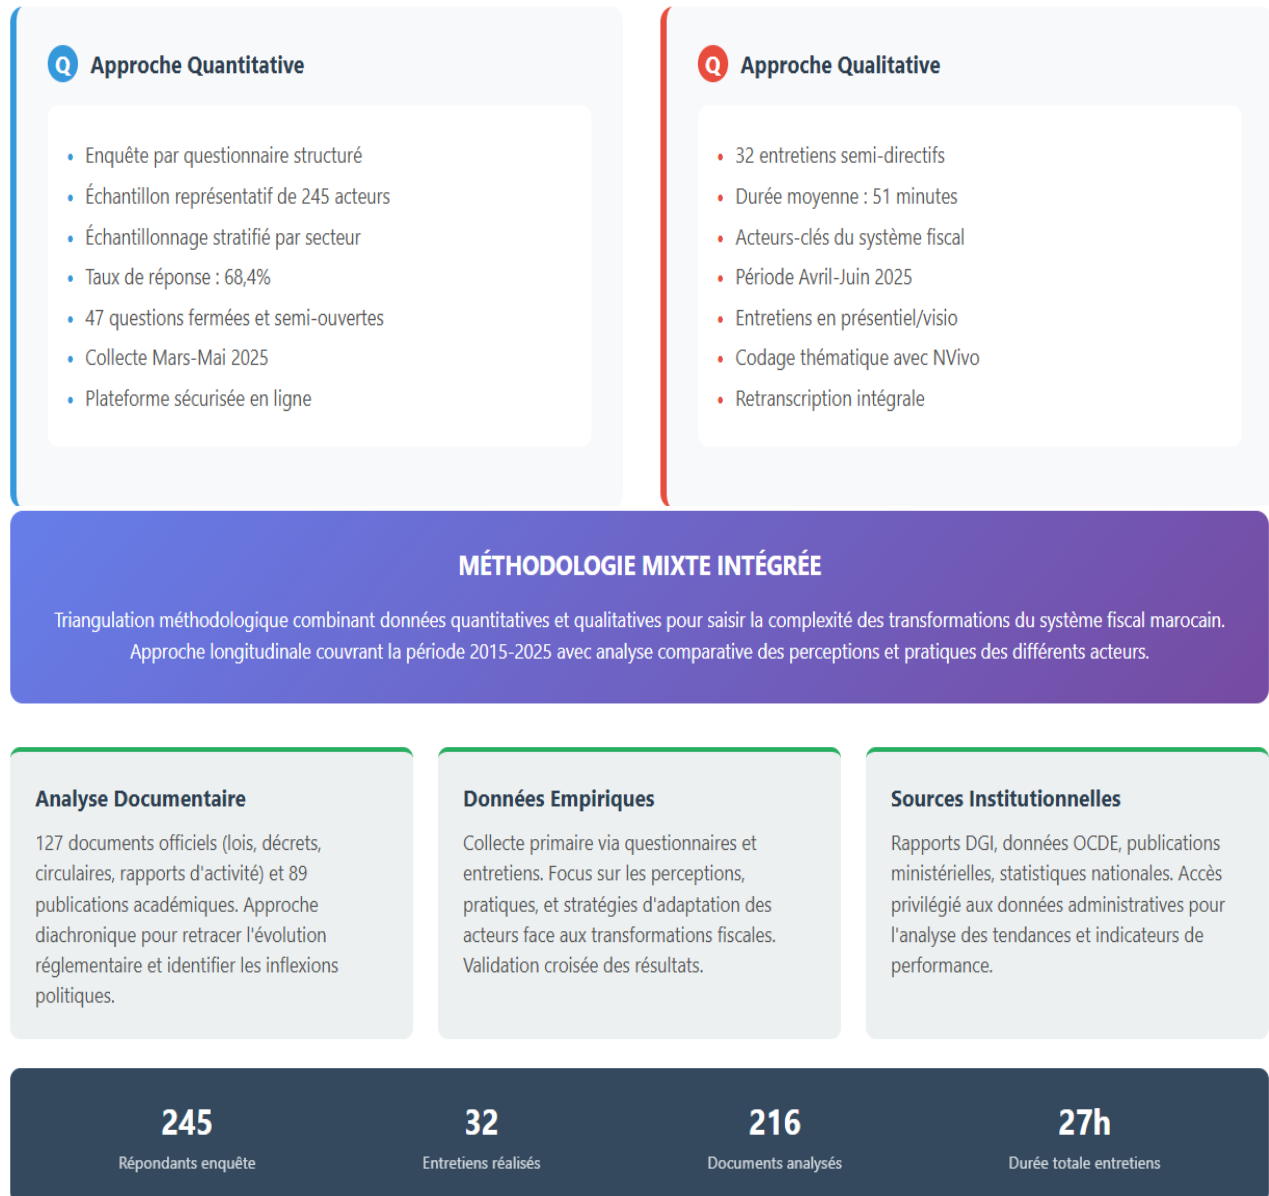 Q Approche Quantitative
• Enquête par questionnaire structuré
• Échantillon représentatif de 245 acteurs
• Échantillonnage stratifié par secteur
• Taux de réponse : 68,4%
• 47 questions fermées et semi-ouvertes
• Collecte Mars-Mai 2025
• Plateforme sécurisée en ligne
Q Approche Qualitative
• 32 entretiens semi-directifs
• Durée moyenne : 51 minutes
• Acteurs-clés du système fiscal
• Période Avril-Juin 2025
• Entretiens en présentiel/visio
• Codage thématique avec NVivo
• Retranscription intégrale
MÉTHODOLOGIE MIXTE INTÉGRÉE
Triangulation méthodologique combinant données quantitatives et qualitatives pour saisir la complexité des transformations du système fiscal marocain.
Approche longitudinale couvrant la période 2015-2025 avec analyse comparative des perceptions et pratiques des différents acteurs.
Analyse Documentaire
127 documents officiels (lois, décrets,
circulaires, rapports d'activité) et 89
publications académiques. Approche
diachronique pour retracer l'évolution
réglementaire et identifier les inflexions
politiques.
Données Empiriques
Collecte primaire via questionnaires et
entretiens. Focus sur les perceptions,
pratiques, et stratégies d'adaptation des
acteurs face aux transformations fiscales.
Validation croisée des résultats.
Sources Institutionnelles
Rapports DGI, données OCDE, publications
ministérielles, statistiques nationales. Accès
privilégié aux données administratives pour
l'analyse des tendances et indicateurs de
performance.
245
Répondants enquête
32
Entretiens réalisés
216
Documents analysés
27h
Durée totale entretiens